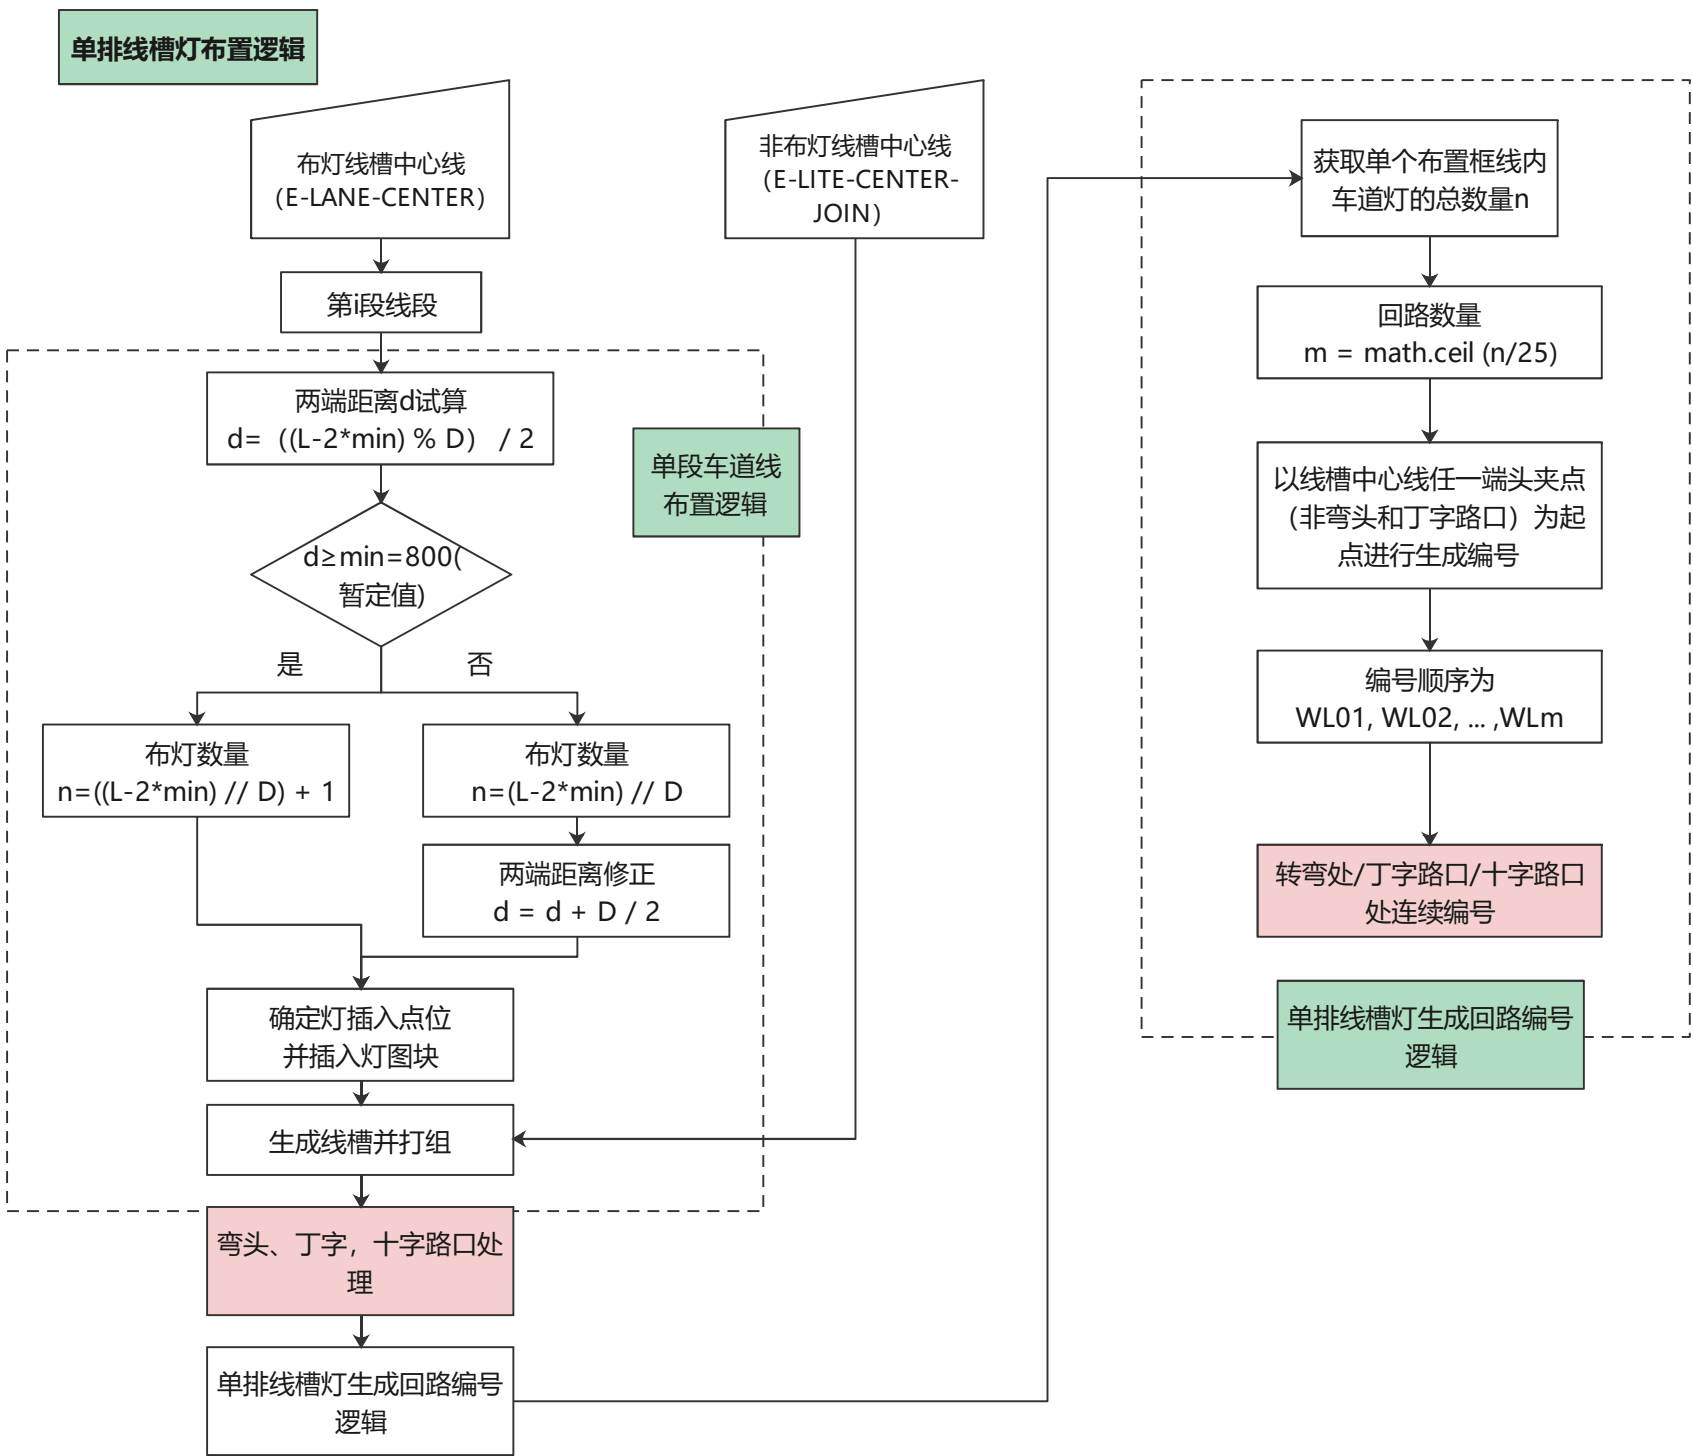 单排线槽灯布置逻辑
布灯线槽中心线
（E-LANE-CENTER）
非布灯线槽中心线
（E-LITE-CENTER-
JOIN）
第i段线段
两端距离d试算
d=（(L-2*min) % D） / 2
单段车道线
布置逻辑
d≥min=800(
暂定值)
是
否
布灯数量
n=((L-2*min) // D) + 1
布灯数量
n=(L-2*min) // D
两端距离修正
d = d + D / 2
确定灯插入点位
并插入灯图块
生成线槽并打组
弯头、丁字，十字路口处
理
单排线槽灯生成回路编号
逻辑
获取单个布置框线内
车道灯的总数量n
回路数量
m = math.ceil (n/25)
以线槽中心线任一端头夹点
（非弯头和丁字路口）为起
点进行生成编号
编号顺序为
WL01, WL02, ... ,WLm
转弯处/丁字路口/十字路口
处连续编号
单排线槽灯生成回路编号
逻辑